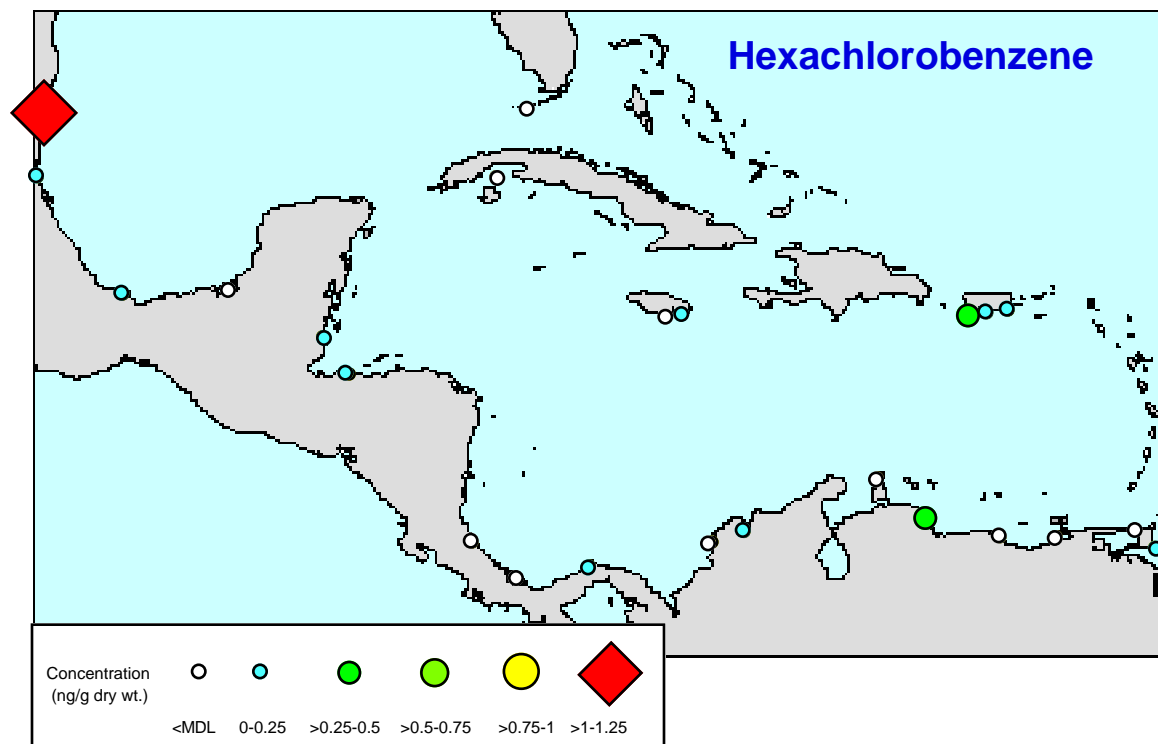 Hexachlorobenzene
Concentration
(ng/g dry wt.)
<MDL 0-0.25 >0.25-0.5 >0.5-0.75 >0.75-1 >1-1.25